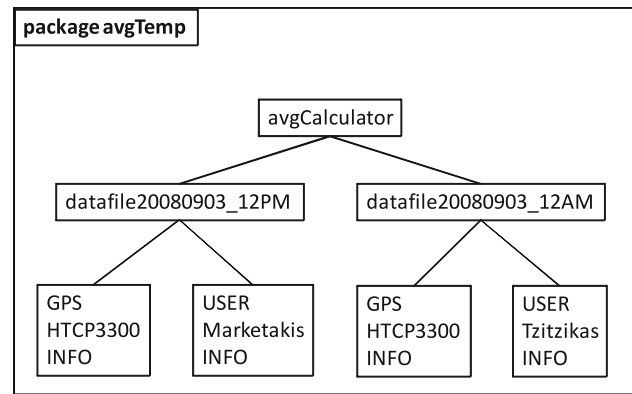 package avgTemp
avgCalculator
datafile20080903_12PM
datafile20080903_12AM
GPS
HTCP3300
INFO
USER
Marketakis
INFO
GPS
HTCP3300
INFO
USER
Tzitzikas
INFO